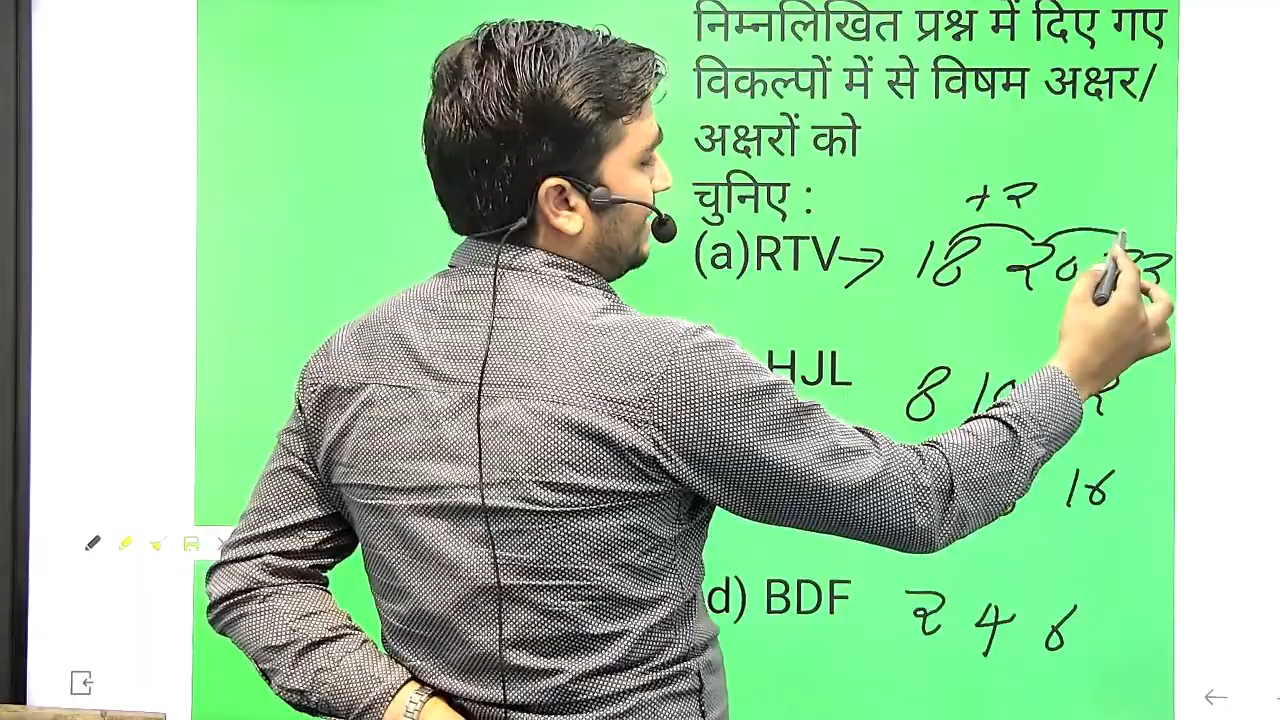 निम्नलिखित प्रश्न में दिए गए
विकल्पों में से विषम अक्षर/
अक्षरों को
चुनिए :
+2
(a)RTV→ 18 20
HJL 8
16
d) BDF 2 4 6